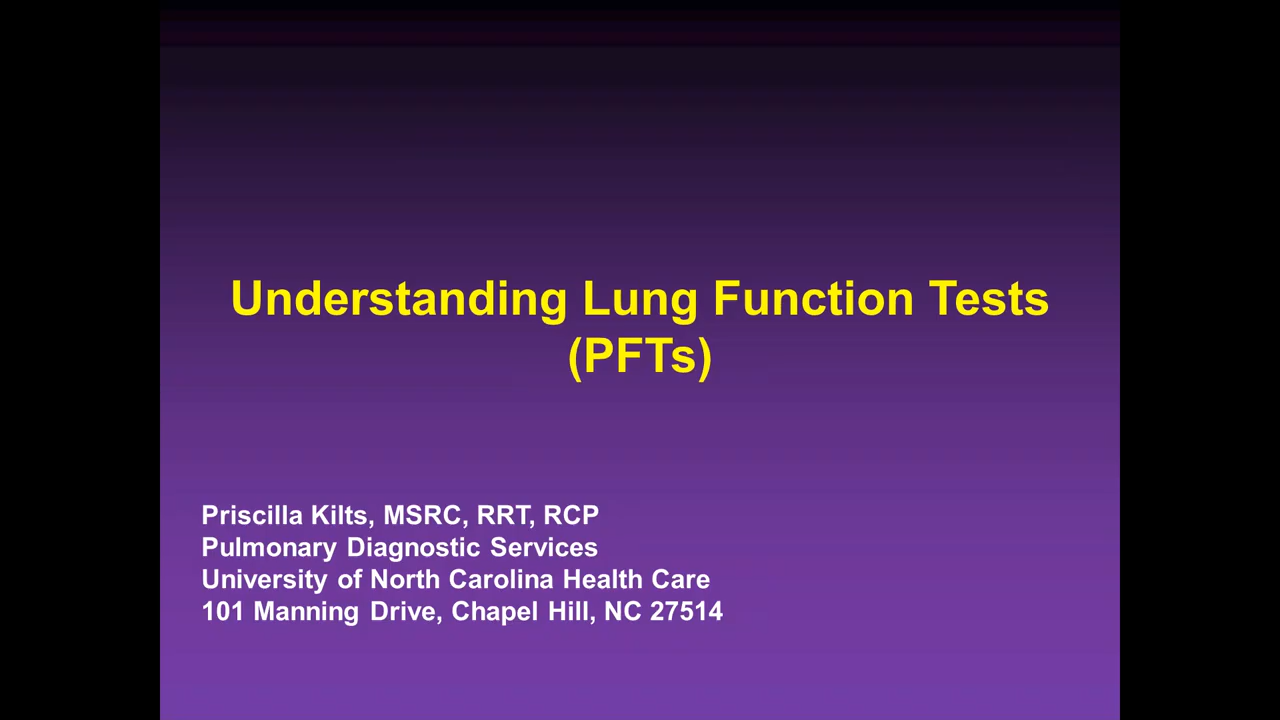 Understanding Lung Function Tests
(PFTs)
Priscilla Kilts, MSRC, RRT, RCP
Pulmonary Diagnostic Services
University of North Carolina Health Care
101 Manning Drive, Chapel Hill, NC 27514